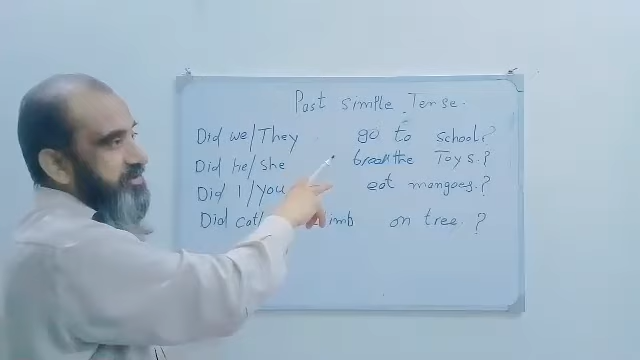 Past simple Tense.
Did we/They go to school?
Did he/she break the Toys.?
Did I/You eat mangoes.?
Did cat on tree.?